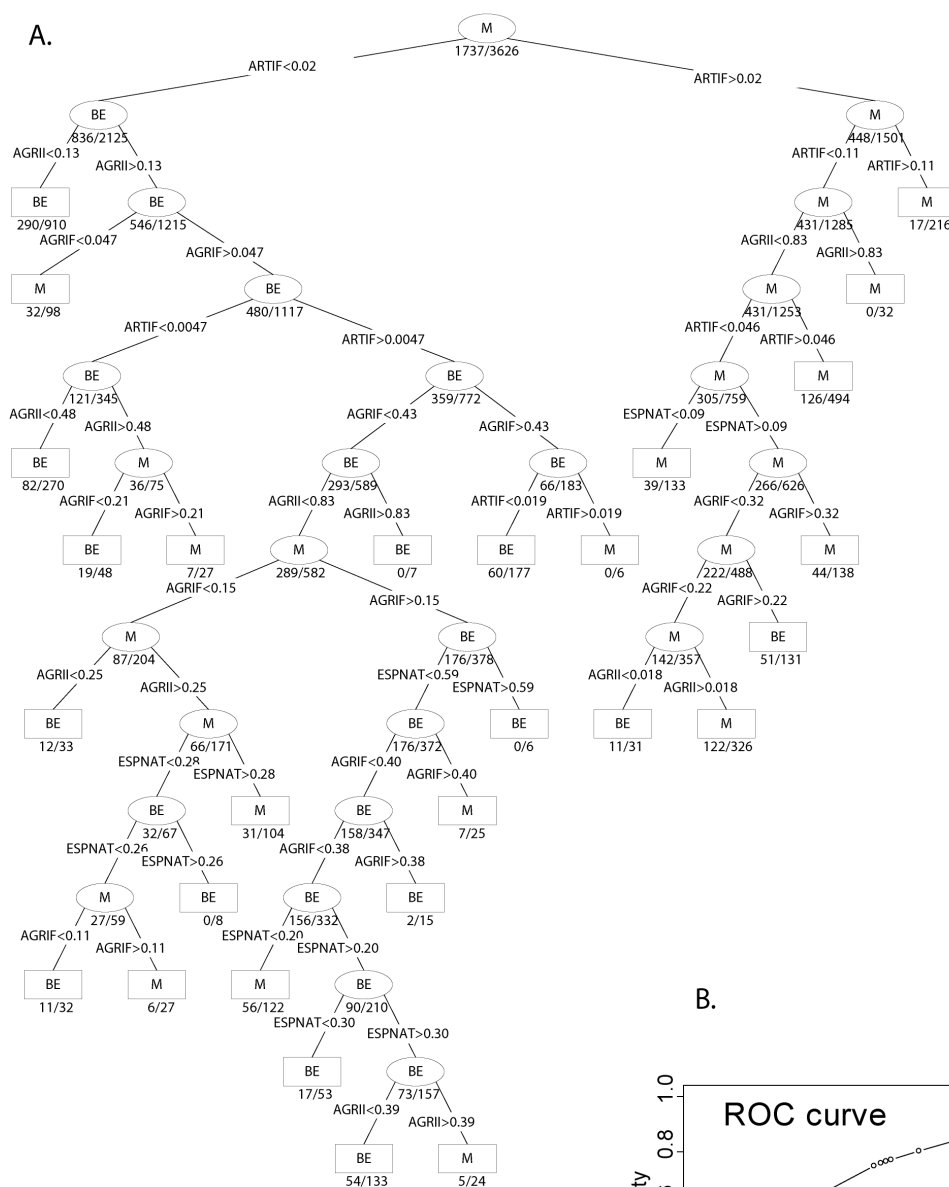 A.
M
1737/3626
ARTIF<0.02
ARTIF>0.02
BE
836/2125
M
448/1501
AGRII<0.13
AGRII>0.13
ARTIF<0.11
ARTIF>0.11
BE
290/910
BE
546/1215
M
431/1285
M
17/216
AGRIF<0.047
AGRIF>0.047
AGRII<0.83
AGRII>0.83
M
32/98
BE
480/1117
M
431/1253
M
0/32
ARTIF<0.0047
ARTIF>0.0047
ARTIF<0.046
ARTIF>0.046
BE
121/345
BE
359/772
M
305/759
M
126/494
AGRII<0.48
AGRII>0.48
AGRIF<0.43
AGRIF>0.43
ESPNAT<0.09
ESPNAT>0.09
BE
82/270
M
36/75
BE
293/589
BE
66/183
M
39/133
M
266/626
AGRIF<0.21
AGRIF>0.21
AGRII<0.83
AGRII>0.83
ARTIF<0.019
ARTIF>0.019
AGRIF<0.32
AGRIF>0.32
BE
19/48
M
7/27
M
289/582
BE
0/7
BE
60/177
M
0/6
M
222/488
M
44/138
AGRIF<0.15
AGRIF>0.15
AGRIF<0.22
AGRIF>0.22
M
87/204
BE
176/378
M
142/357
BE
51/131
AGRII<0.25
AGRII>0.25
ESPNAT<0.59
ESPNAT>0.59
AGRII<0.018
AGRII>0.018
BE
12/33
M
66/171
BE
176/372
BE
0/6
BE
11/31
M
122/326
ESPNAT<0.28
ESPNAT>0.28
AGRIF<0.40
AGRIF>0.40
BE
32/67
M
31/104
BE
158/347
M
7/25
ESPNAT<0.26
ESPNAT>0.26
AGRIF<0.38
AGRIF>0.38
M
27/59
BE
0/8
BE
156/332
BE
2/15
AGRIF<0.11
AGRIF>0.11
ESPNAT<0.20
ESPNAT>0.20
BE
11/32
M
6/27
M
56/122
BE
90/210
ESPNAT<0.30
ESPNAT>0.30
BE
17/53
BE
73/157
AGRII<0.39
AGRII>0.39
BE
54/133
M
5/24
B.
ROC curve
1.0
0.8